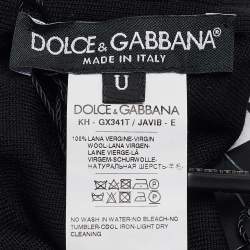 DOLCE & GABBANA®
MADE IN ITALY
U
DOLCE & GABBANA
KH - GX341T / JAVIB - E
100%LANA VERGINE-VIRGIN
WOOL-LANA VIRGEN-
LAINE VIERGE-LÃ
VIRGEM-SCHURWOLLE-
НАТУРАЛЬНАЯ ШЕРСТЬ-
NO WASH IN WATER-NO BLEACH-NO
TUMBLER-COOL IRON-LIGHT DRY
CLEANING